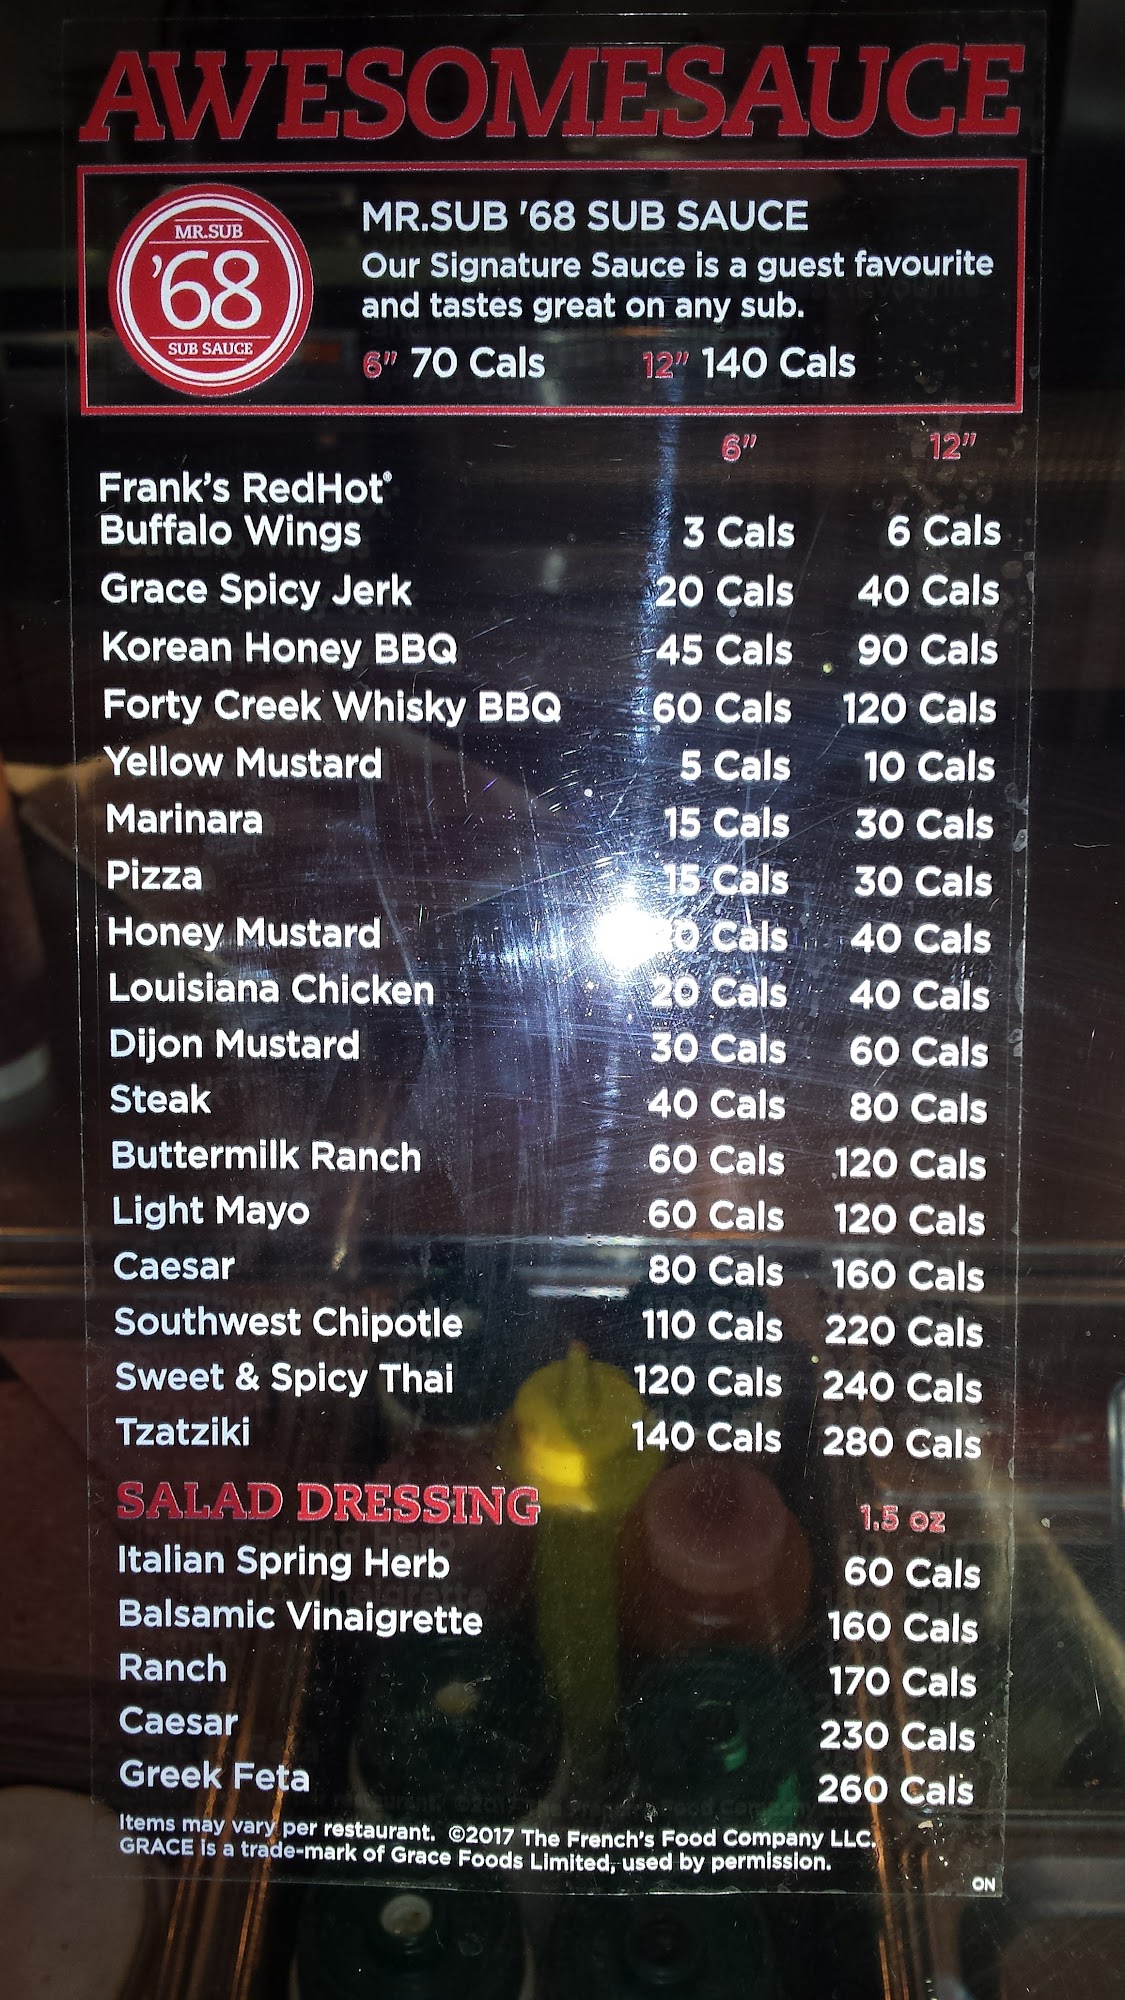 AWESOMESAUCE
MR.SUB
'68
SUB SAUCE
MR.SUB '68 SUB SAUCE
Our Signature Sauce is a guest favourite
and tastes great on any sub.
6" 70 Cals 12" 140 Cals
6" 12"
Frank's RedHot®
Buffalo Wings 3 Cals 6 Cals
Grace Spicy Jerk 20 Cals 40 Cals
Korean Honey BBQ 45 Cals 90 Cals
Forty Creek Whisky BBQ 60 Cals 120 Cals
Yellow Mustard 5 Cals 10 Cals
Marinara 15 Cals 30 Cals
Pizza 15 Cals 30 Cals
Honey Mustard Cals 40 Cals
Louisiana Chicken 20 Cals 40 Cals
Dijon Mustard 30 Cals 60 Cals
Steak 40 Cals 80 Cals
Buttermilk Ranch 60 Cals 120 Cals
Light Mayo 60 Cals 120 Cals
Caesar 80 Cals 160 Cals
Southwest Chipotle 110 Cals 220 Cals
Sweet & Spicy Thai 120 Cals 240 Cals
Tzatziki 140 Cals 280 Cals
SALAD DRESSING 1.5 oz
Italian Spring Herb 60 Cals
Balsamic Vinaigrette 160 Cals
Ranch 170 Cals
Caesar 230 Cals
Greek Feta 260 Cals
Items may vary per restaurant. ©2017 The French's Food Company LLC.
GRACE is a trade-mark of Grace Foods Limited, used by permission.
ON